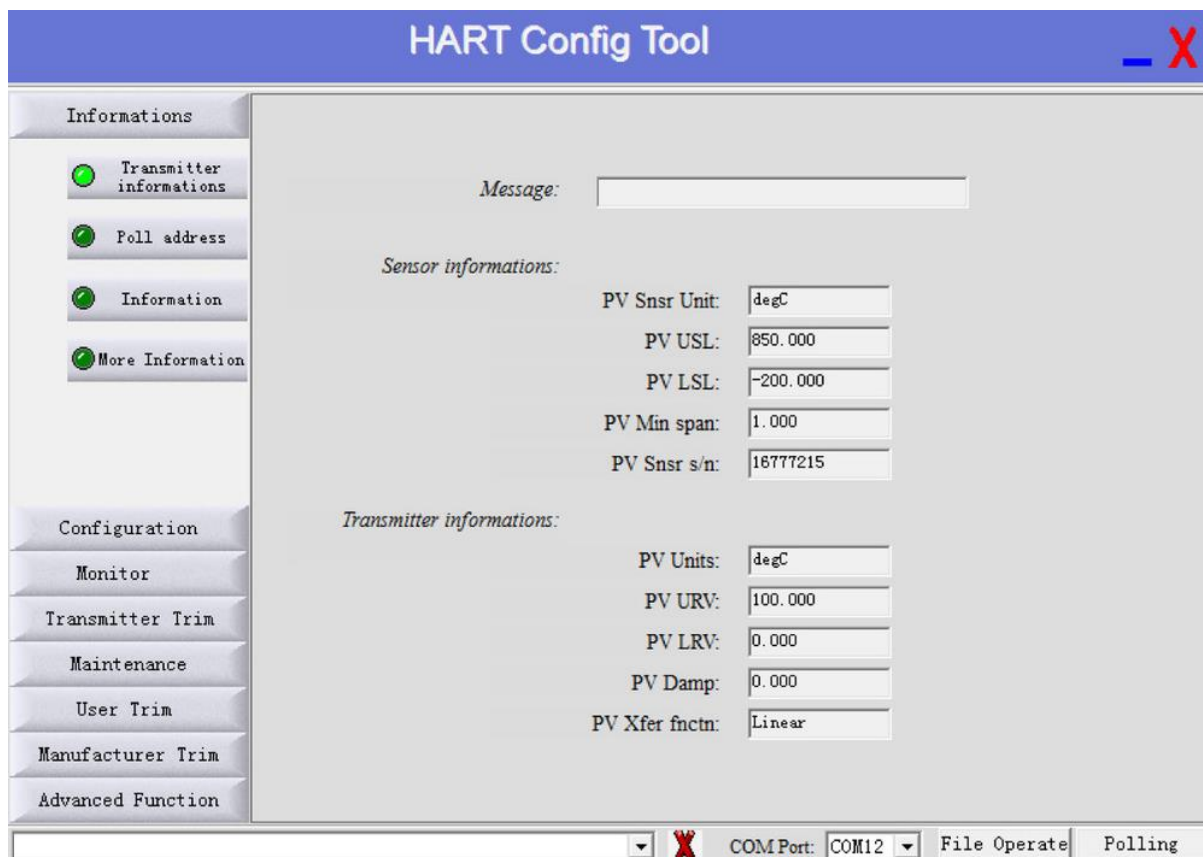 HART Config Tool
Informations
Transmitter informations
Poll address
Information
More Information
Configuration
Monitor
Transmitter Trim
Maintenance
User Trim
Manufacturer Trim
Advanced Function
Message:
Sensor informations:
PV Snsr Unit: degC
PV USL: 850.000
PV LSL: -200.000
PV Min span: 1.000
PV Snsr s/n: 16777215
Transmitter informations:
PV Units: degC
PV URV: 100.000
PV LRV: 0.000
PV Damp: 0.000
PV Xfer fnctn: Linear
COM Port: COM12 File Operate Polling